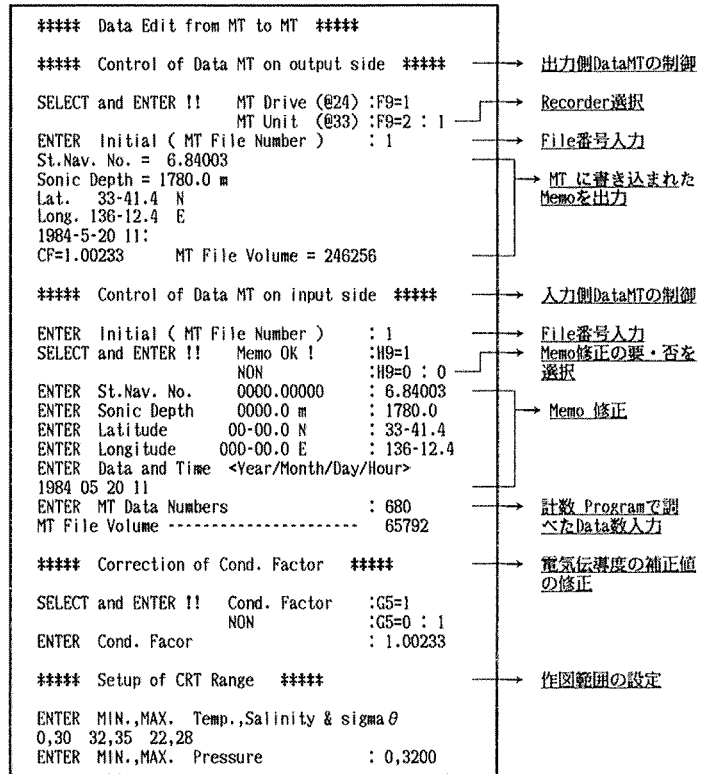 ***** Data Edit from MT to MT *****
***** Control of Data MT on output side ***** → 出力側DataMTの制御
SELECT and ENTER !! MT Drive (@24) :F9=1
MT Unit (@33) :F9=2 : 1 → Recorder選択
ENTER Initial ( MT File Number ) : 1 → File番号入力
St.Nav. No. = 6.84003
Sonic Depth = 1780.0 m → MT に書き込まれた
Lat. 33-41.4 N Memoを出力
Long. 136-12.4 E
1984-5-20 11:
CF=1.00233 MT File Volume = 246256
***** Control of Data MT on input side ***** → 入力側DataMTの制御
ENTER Initial ( MT File Number ) : 1 → File番号入力
SELECT and ENTER !! Memo OK ! :H9=1 Memo修正の要・否を
NON :H9=0 : 0 → 選択
ENTER St.Nav. No. 0000.00000 : 6.84003
ENTER Sonic Depth 0000.0 m : 1780.0 → Memo 修正
ENTER Latitude 00-00.0 N : 33-41.4
ENTER Longitude 000-00.0 E : 136-12.4
ENTER Data and Time <Year/Month/Day/Hour>
1984 05 20 11
ENTER MT Data Numbers : 680 → 計数 Programで調
MT File Volume ---------------------- 65792 べたData数入力
***** Correction of Cond. Factor ***** → 電気伝導度の補正値
の修正
SELECT and ENTER !! Cond. Factor :G5=1
NON :G5=0 : 1
ENTER Cond. Facor : 1.00233
***** Setup of CRT Range ***** → 作図範囲の設定
ENTER MIN.,MAX. Temp.,Salinity & sigmaθ
0,30 32,35 22,28
ENTER MIN.,MAX. Pressure : 0,3200